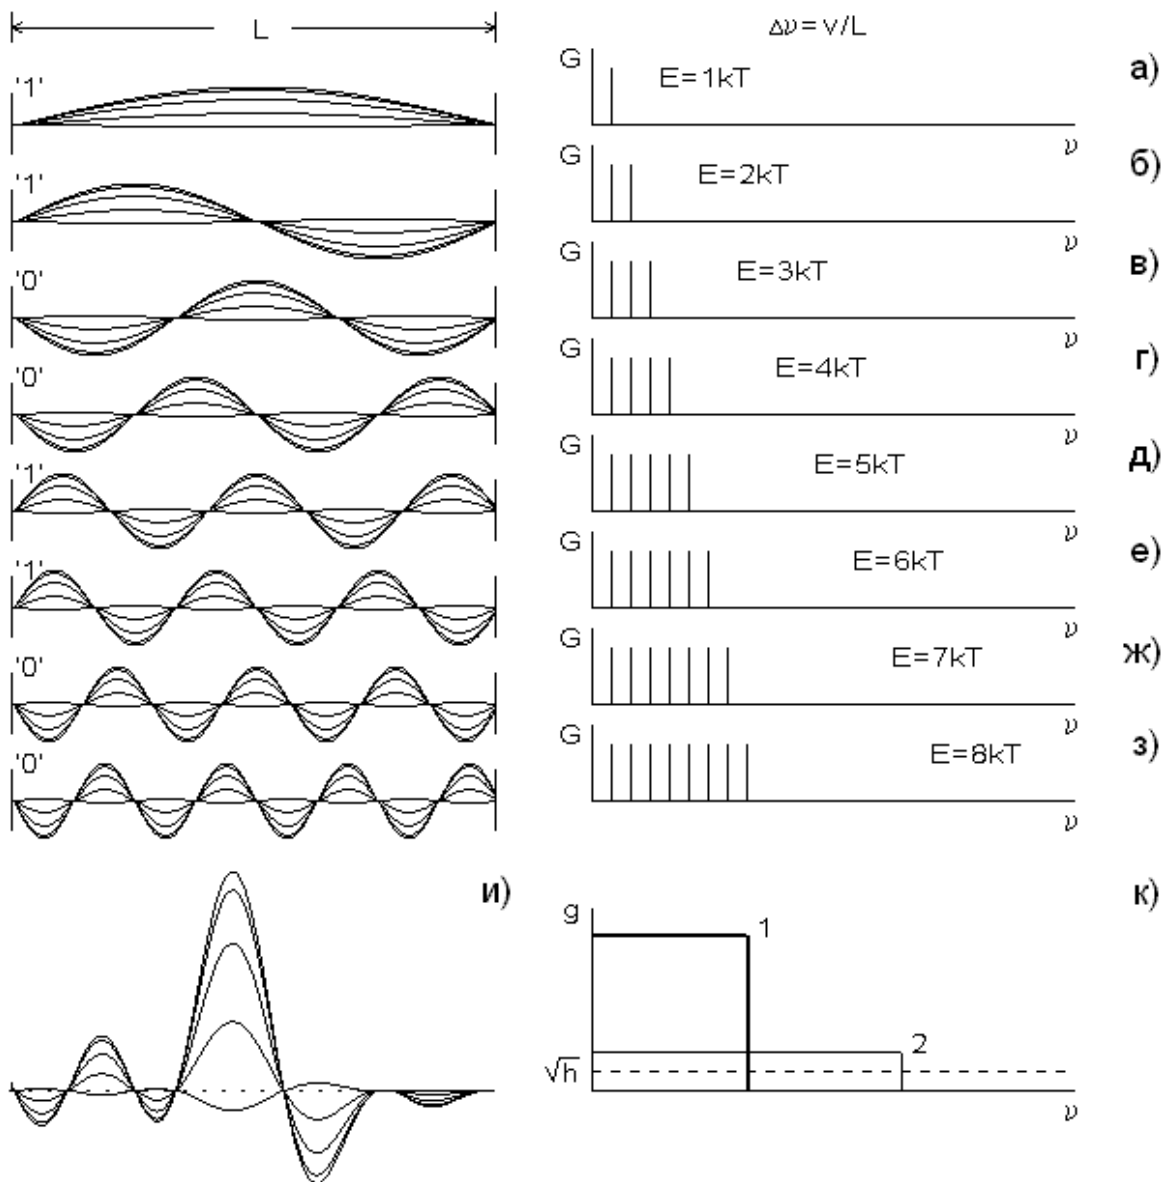 L
Δν=v/L
'1'
G
E=1kT
ν
а)
'1'
G
E=2kT
ν
б)
'0'
G
E=3kT
ν
в)
'0'
G
E=4kT
ν
г)
'1'
G
E=5kT
ν
д)
'1'
G
E=6kT
ν
е)
'0'
G
E=7kT
ν
ж)
'0'
G
E=8kT
ν
з)
и)
к)
g
1
2
√h
ν